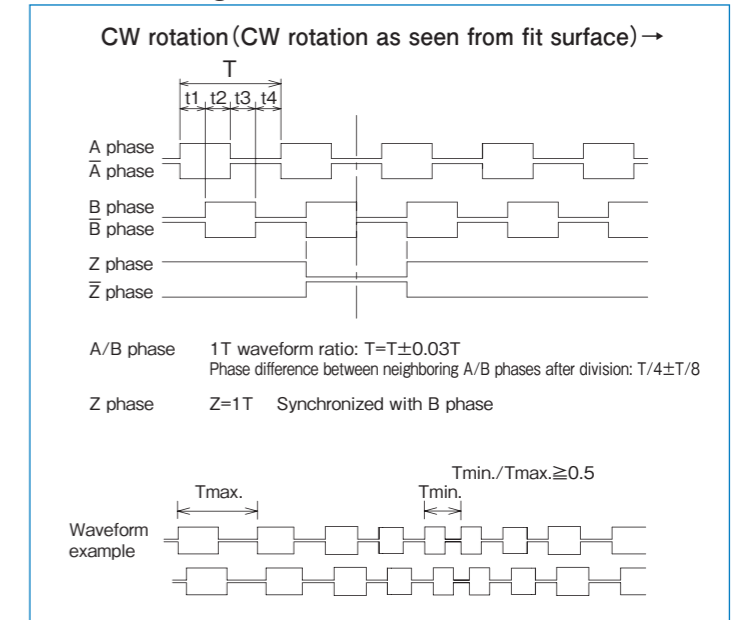 CW rotation(CW rotation as seen from fit surface)→
T
t1 t2 t3 t4
A phase
A̅ phase
B phase
B̅ phase
Z phase
Z̅ phase
A/B phase 1T waveform ratio: T=T±0.03T
Phase difference between neighboring A/B phases after division: T/4±T/8
Z phase Z=1T Synchronized with B phase
Tmin./Tmax.≧0.5
Tmax. Tmin.
Waveform
example